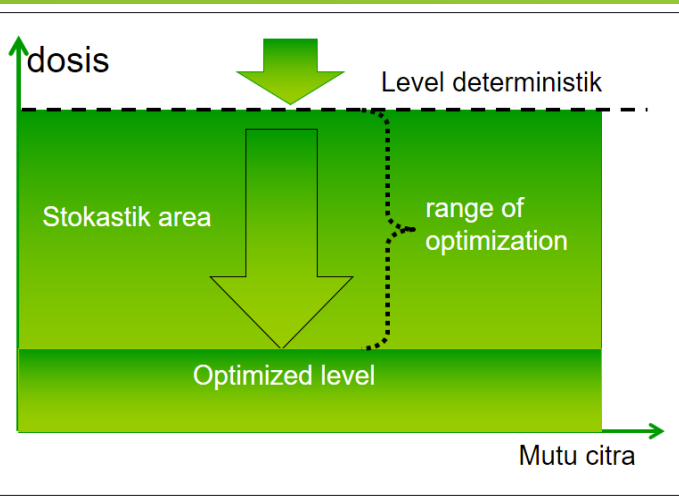 dosis
Level deterministik
Stokastik area
range of
optimization
Optimized level
Mutu citra